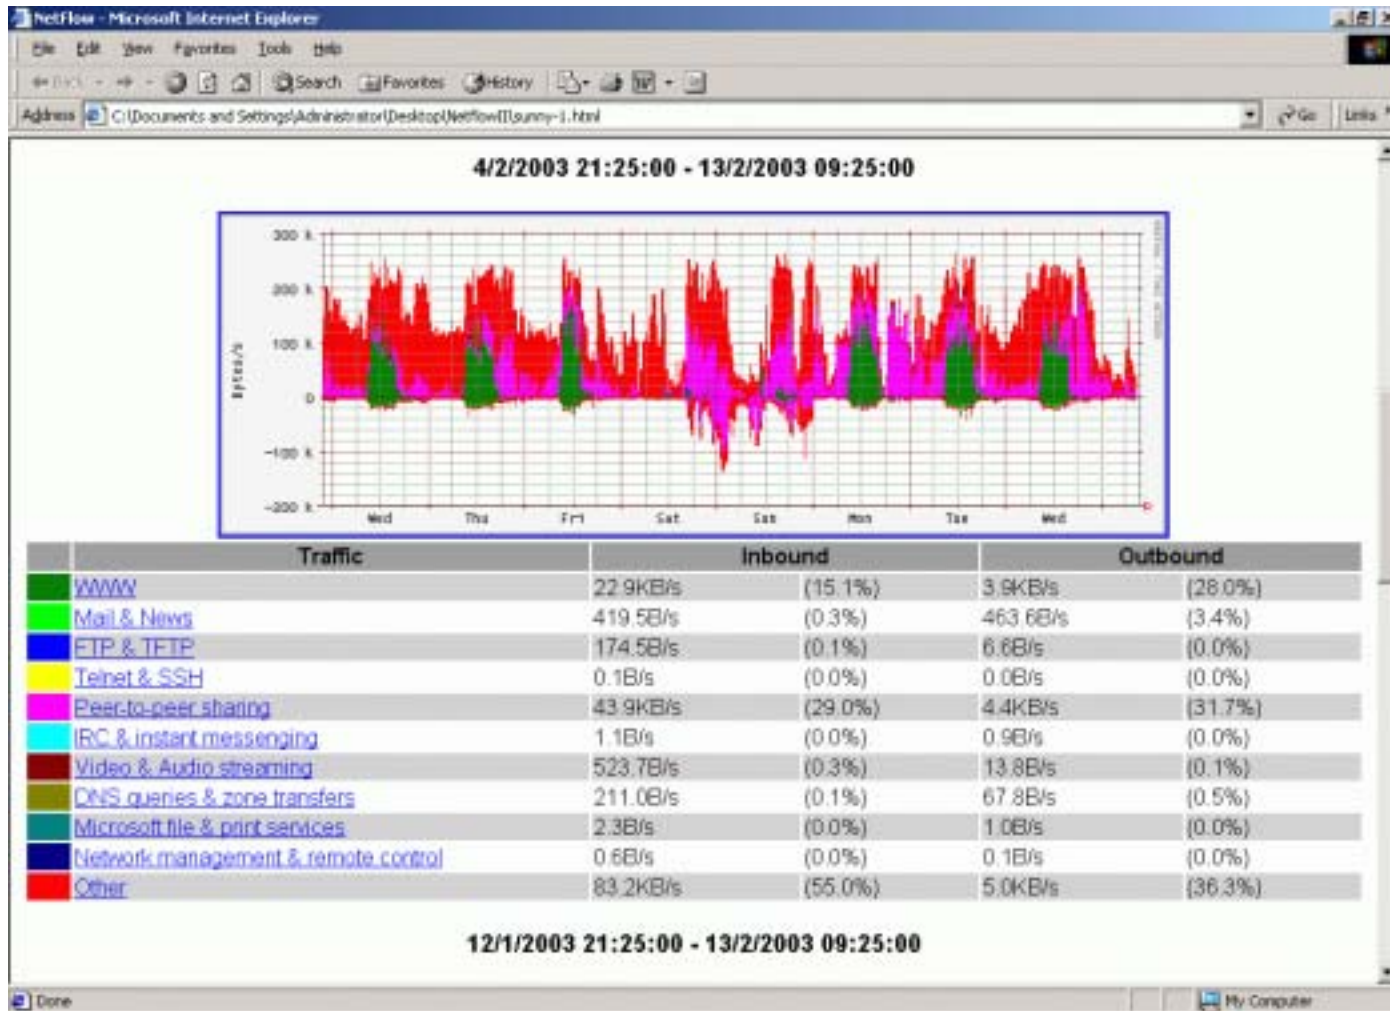 NetFlow - Microsoft Internet Explorer
File Edit View Favorites Tools Help
Back Search Favorites History
Address C:\Documents and Settings\Administrator\Desktop\NetflowII\sunny-1.html Go Links
4/2/2003 21:25:00 - 13/2/2003 09:25:00
300 k
200 k
100 k
0
-100 k
-200 k
Bytes/s
Wed Thu Fri Sat Sun Mon Tue Wed
Traffic Inbound Outbound
WWW 22.9KB/s (15.1%) 3.9KB/s (28.0%)
Mail & News 419.5B/s (0.3%) 463.6B/s (3.4%)
FTP & TFTP 174.5B/s (0.1%) 6.6B/s (0.0%)
Telnet & SSH 0.1B/s (0.0%) 0.0B/s (0.0%)
Peer-to-peer sharing 43.9KB/s (29.0%) 4.4KB/s (31.7%)
IRC & instant messenging 1.1B/s (0.0%) 0.9B/s (0.0%)
Video & Audio streaming 523.7B/s (0.3%) 13.8B/s (0.1%)
DNS queries & zone transfers 211.0B/s (0.1%) 67.8B/s (0.5%)
Microsoft file & print services 2.3B/s (0.0%) 1.0B/s (0.0%)
Network management & remote control 0.6B/s (0.0%) 0.1B/s (0.0%)
Other 83.2KB/s (55.0%) 5.0KB/s (36.3%)
12/1/2003 21:25:00 - 13/2/2003 09:25:00
Done My Computer